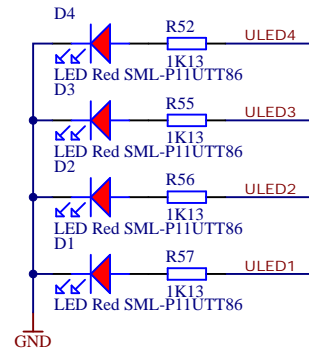 D4
R52
ULED4
1K13
LED Red SML-P11UTT86
D3
R55
ULED3
1K13
LED Red SML-P11UTT86
D2
R56
ULED2
1K13
LED Red SML-P11UTT86
D1
R57
ULED1
1K13
LED Red SML-P11UTT86
GND